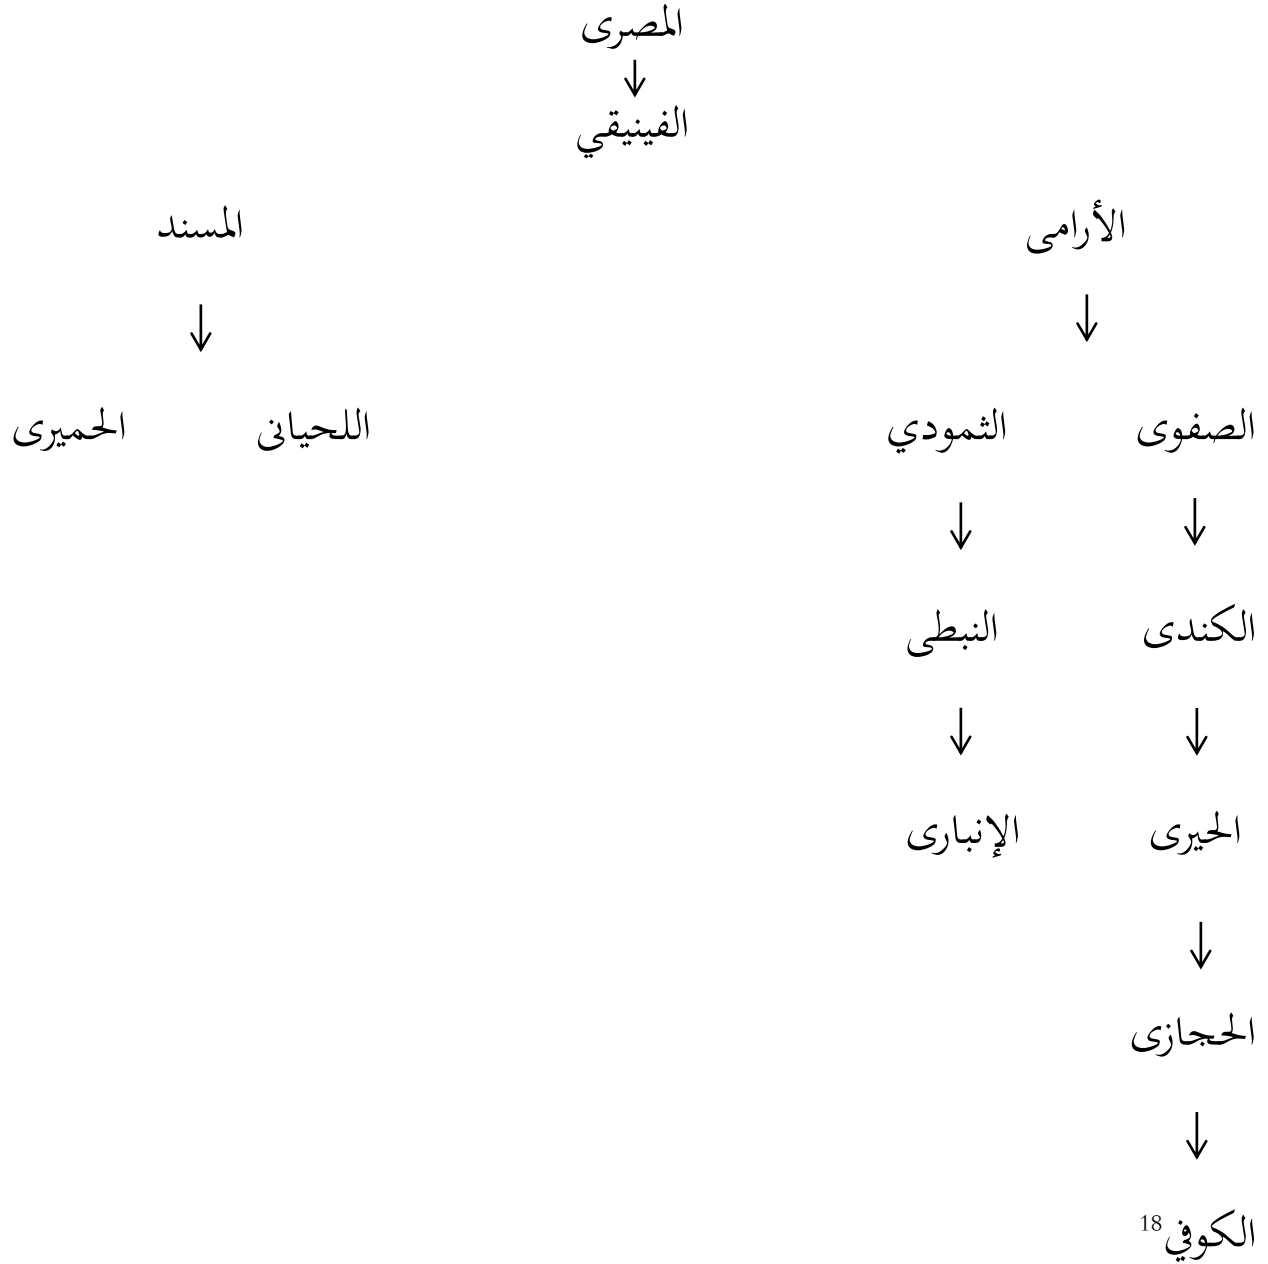 المصرى
الفينيقي
الأرامى المسند
الصفوى الثمودي اللحيانى الحميرى
الكندى النبطى
الحيرى الإنبارى
الحجازى
الكوفي18